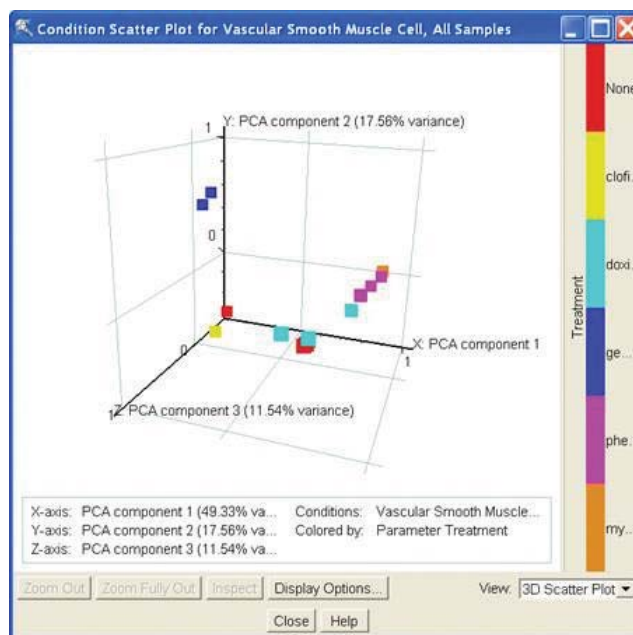 Condition Scatter Plot for Vascular Smooth Muscle Cell, All Samples
None
1
Y: PCA component 2 (17.56% variance)
clofi..
0
doxi..
Treatment
X: PCA component 1
0
1
ge...
1
Z: PCA component 3 (11.54% variance)
phe...
X-axis: PCA component 1 (49.33% va... Conditions: Vascular Smooth Muscle...
Y-axis: PCA component 2 (17.56% va... Colored by: Parameter Treatment
Z-axis: PCA component 3 (11.54% va...
my...
Zoom Out Zoom Fully Out Inspect Display Options... View: 3D Scatter Plot
Close Help